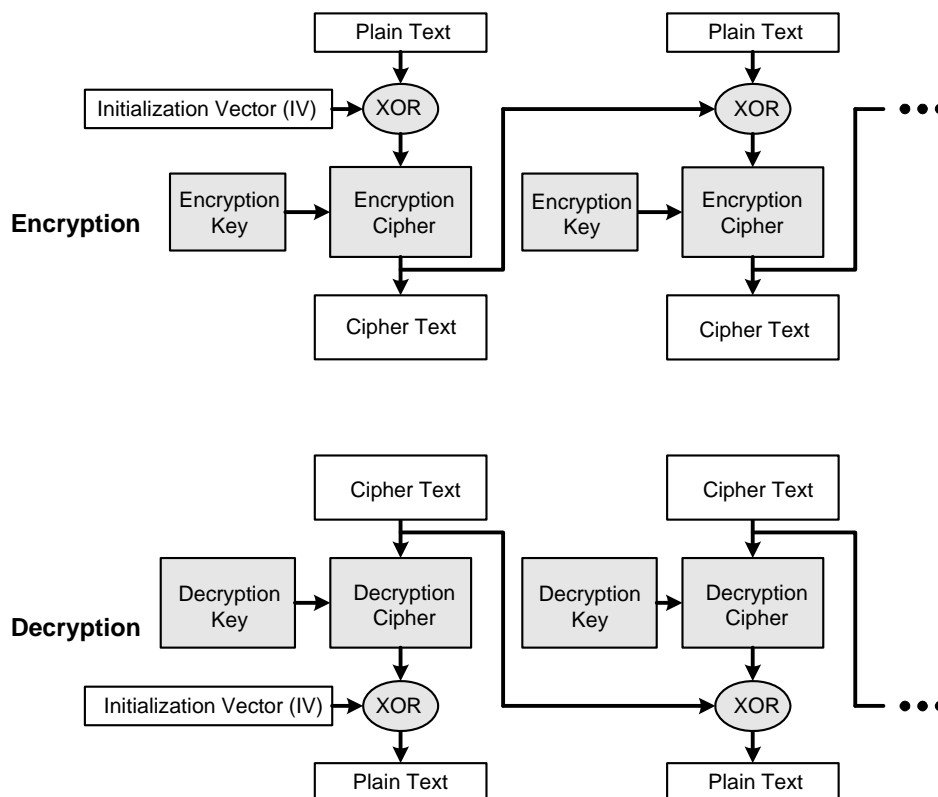 Plain Text
Plain Text
Initialization Vector (IV)
XOR
XOR
Encryption
Encryption
Key
Encryption
Cipher
Encryption
Key
Encryption
Cipher
Cipher Text
Cipher Text
Cipher Text
Cipher Text
Decryption
Decryption
Key
Decryption
Cipher
Decryption
Key
Decryption
Cipher
Initialization Vector (IV)
XOR
XOR
Plain Text
Plain Text